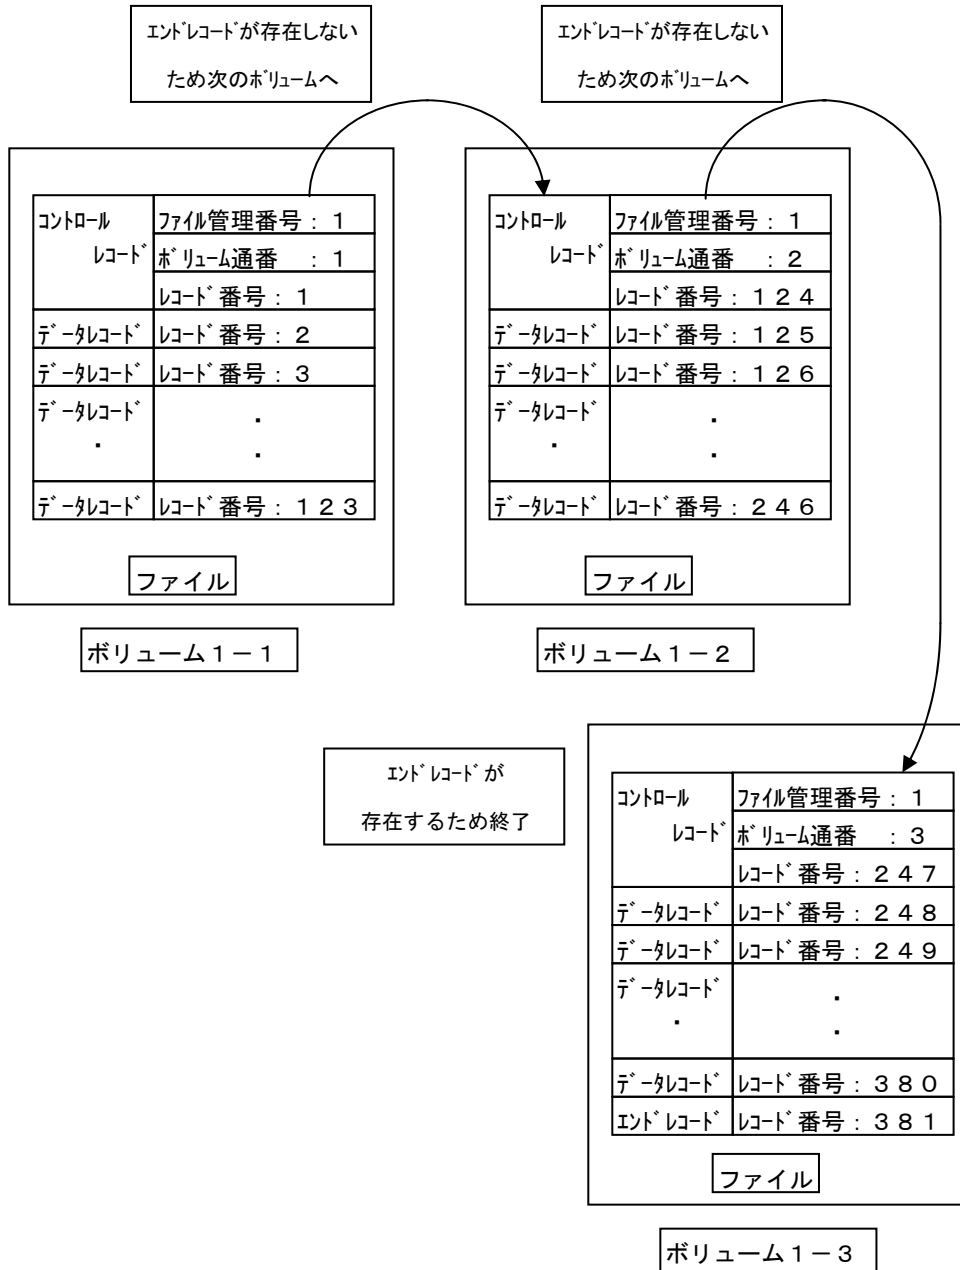 ｴﾝﾄﾞﾚｺｰﾄﾞが存在しない
ため次のﾎﾞﾘｭｰﾑへ
ｴﾝﾄﾞﾚｺｰﾄﾞが存在しない
ため次のﾎﾞﾘｭｰﾑへ
ｺﾝﾄﾛｰﾙ
ﾚｺｰﾄﾞ
ﾌｧｲﾙ管理番号：１
ﾎﾞﾘｭｰﾑ通番　：１
ﾚｺｰﾄﾞ番号：１
ﾃﾞｰﾀﾚｺｰﾄﾞ ﾚｺｰﾄﾞ番号：２
ﾃﾞｰﾀﾚｺｰﾄﾞ ﾚｺｰﾄﾞ番号：３
ﾃﾞｰﾀﾚｺｰﾄﾞ ・
・ ・
ﾃﾞｰﾀﾚｺｰﾄﾞ ﾚｺｰﾄﾞ番号：１２３
ファイル
ボリューム１－１
ｺﾝﾄﾛｰﾙ
ﾚｺｰﾄﾞ
ﾌｧｲﾙ管理番号：１
ﾎﾞﾘｭｰﾑ通番　：２
ﾚｺｰﾄﾞ番号：１２４
ﾃﾞｰﾀﾚｺｰﾄﾞ ﾚｺｰﾄﾞ番号：１２５
ﾃﾞｰﾀﾚｺｰﾄﾞ ﾚｺｰﾄﾞ番号：１２６
ﾃﾞｰﾀﾚｺｰﾄﾞ ・
・ ・
ﾃﾞｰﾀﾚｺｰﾄﾞ ﾚｺｰﾄﾞ番号：２４６
ファイル
ボリューム１－２
ｴﾝﾄﾞﾚｺｰﾄﾞが
存在するため終了
ｺﾝﾄﾛｰﾙ
ﾚｺｰﾄﾞ
ﾌｧｲﾙ管理番号：１
ﾎﾞﾘｭｰﾑ通番　：３
ﾚｺｰﾄﾞ番号：２４７
ﾃﾞｰﾀﾚｺｰﾄﾞ ﾚｺｰﾄﾞ番号：２４８
ﾃﾞｰﾀﾚｺｰﾄﾞ ﾚｺｰﾄﾞ番号：２４９
ﾃﾞｰﾀﾚｺｰﾄﾞ ・
・ ・
ﾃﾞｰﾀﾚｺｰﾄﾞ ﾚｺｰﾄﾞ番号：３８０
ｴﾝﾄﾞﾚｺｰﾄﾞ ﾚｺｰﾄﾞ番号：３８１
ファイル
ボリューム１－３